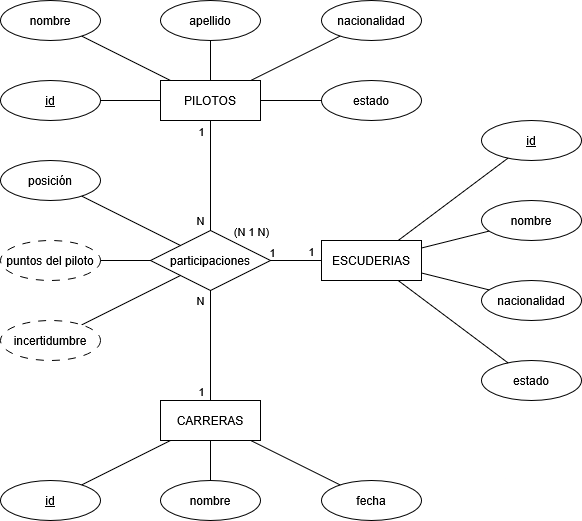 nombre
apellido
nacionalidad
id
PILOTOS
estado
1
id
posición
nombre
N
(N 1 N)
puntos del piloto
participaciones
1
1
ESCUDERIAS
nacionalidad
N
incertidumbre
estado
1
CARRERAS
id
nombre
fecha